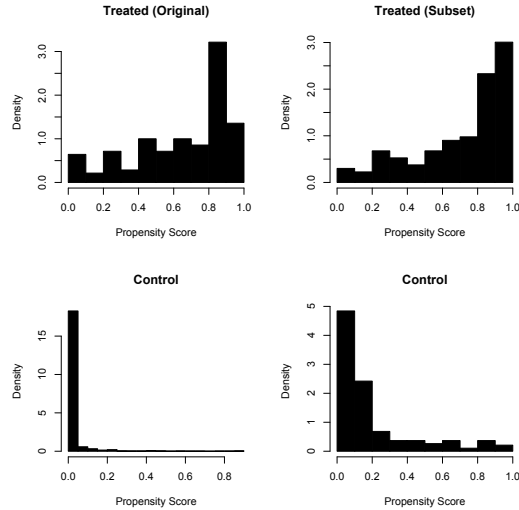 Treated (Original)
Density
0.0 1.0 2.0 3.0
0.0 0.2 0.4 0.6 0.8 1.0
Propensity Score
Treated (Subset)
Density
0.0 1.0 2.0 3.0
0.0 0.2 0.4 0.6 0.8 1.0
Propensity Score
Control
Density
0 5 10 15
0.0 0.2 0.4 0.6 0.8
Propensity Score
Control
Density
0 1 2 3 4 5
0.0 0.2 0.4 0.6 0.8 1.0
Propensity Score